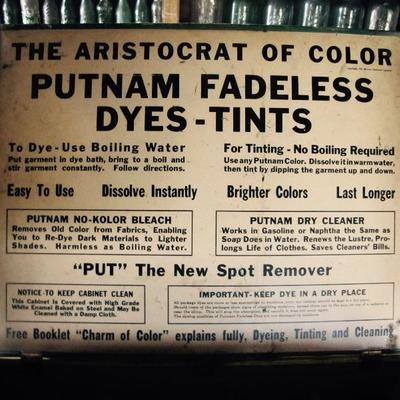 THE ARISTOCRAT OF COLOR
PUTNAM FADELESS
DYES-TINTS
To Dye-Use Boiling Water
Put garment in dye bath, bring to a boil and
stir garment constantly. Follow directions.
For Tinting-No Boiling Required
Use any Putnam Color. Dissolve it in warm water,
then tint by dipping the garment up and down.
Easy To Use Dissolve Instantly Brighter Colors Last Longer
PUTNAM NO-KOLOR BLEACH
Removes Old Color from Fabrics, Enabling
You to Re-Dye Dark Materials to Lighter
Shades. Harmless as Boiling Water.
PUTNAM DRY CLEANER
Works in Gasoline or Naphtha the Same as
Soap Does in Water. Renews the Lustre, Pro-
longs Life of Clothes. Saves Cleaners' Bills.
"PUT" The New Spot Remover
NOTICE-TO KEEP CABINET CLEAN
This Cabinet Is Covered with High Grade
White Enamel Baked on Steel and May Be
Cleaned with a Damp Cloth.
IMPORTANT-KEEP DYE IN A DRY PLACE
Free Booklet "Charm of Color" explains fully, Dyeing, Tinting and Cleaning